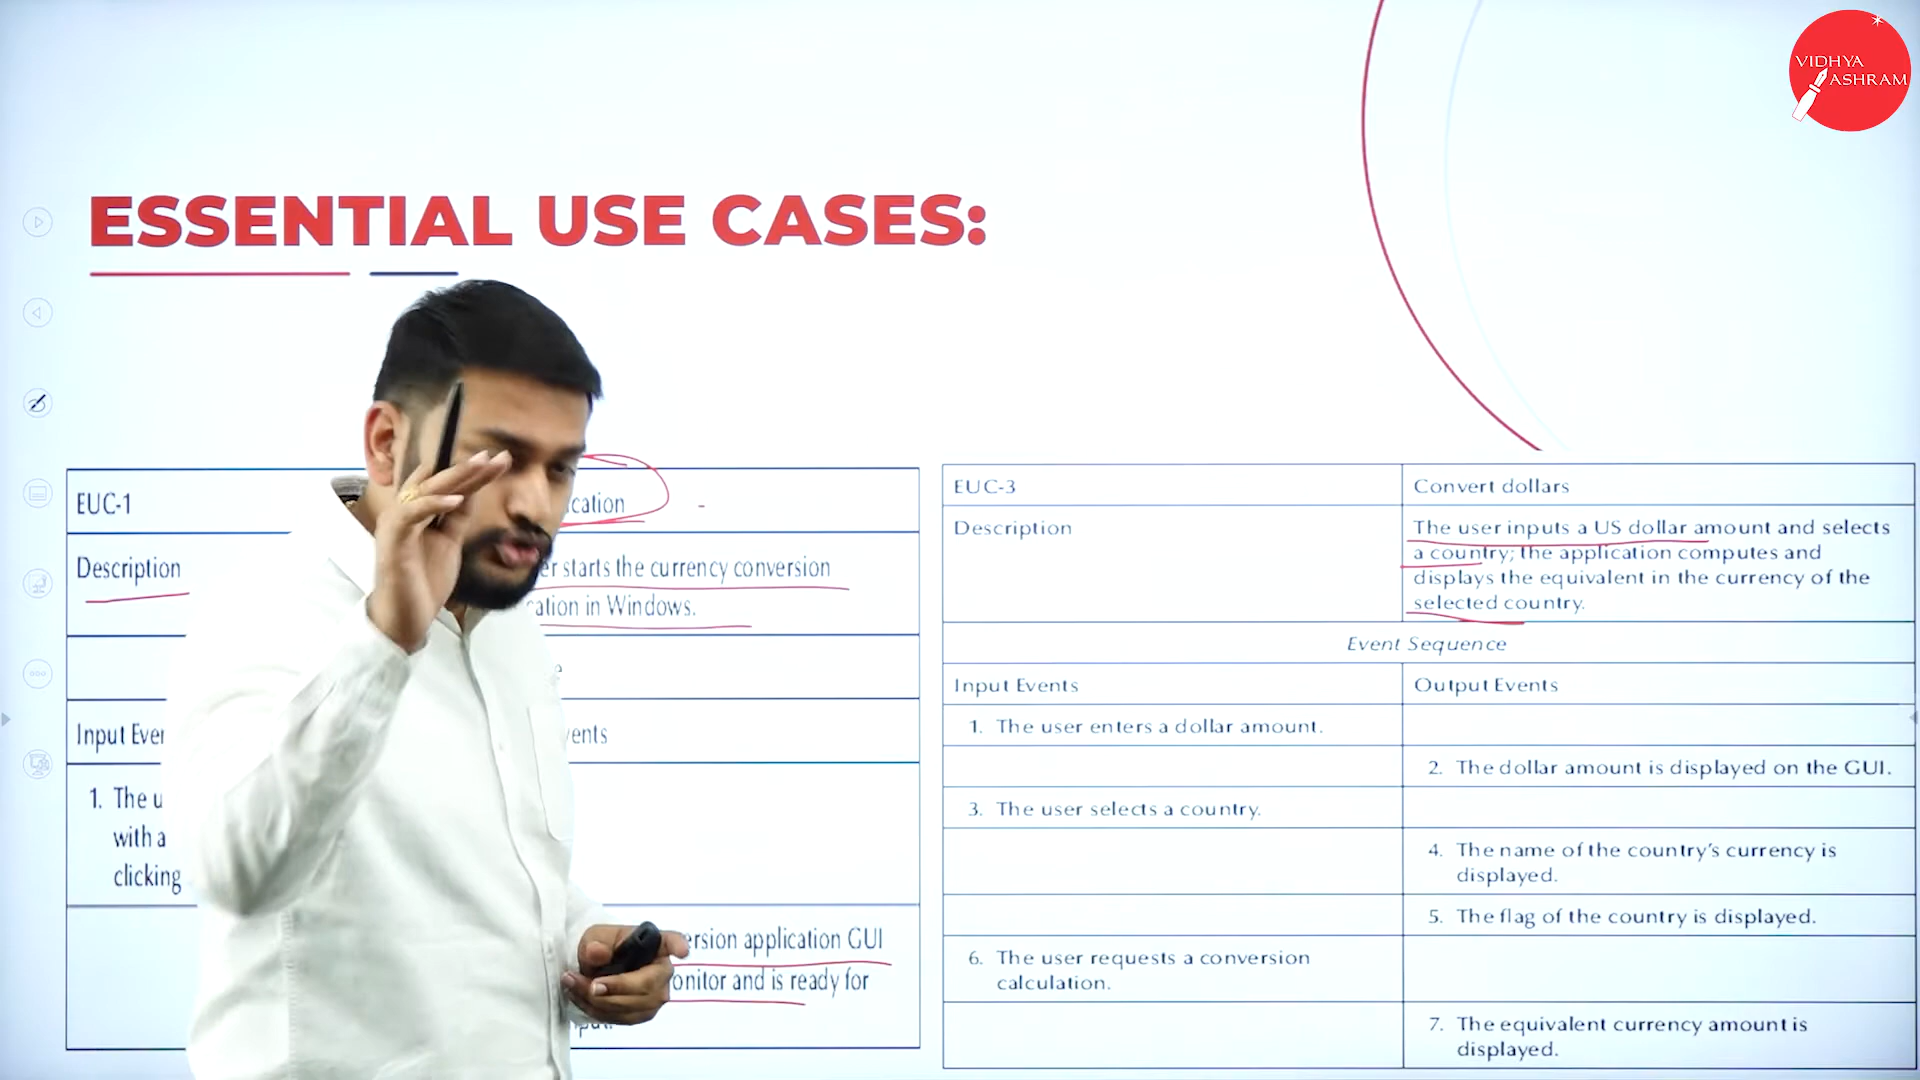 VIDHYA
ASHRAM
ESSENTIAL USE CASES:
EUC-1
cation
Description
er starts the currency conversion
cation in Windows.
Input Ever
vents
1. The u
with a
clicking
ersion application GUI
onitor and is ready for
EUC-3
Convert dollars
Description
The user inputs a US dollar amount and selects
a country; the application computes and
displays the equivalent in the currency of the
selected country.
Event Sequence
Input Events
Output Events
1. The user enters a dollar amount.
2. The dollar amount is displayed on the GUI.
3. The user selects a country.
4. The name of the country's currency is
displayed.
5. The flag of the country is displayed.
6. The user requests a conversion
calculation.
7. The equivalent currency amount is
displayed.